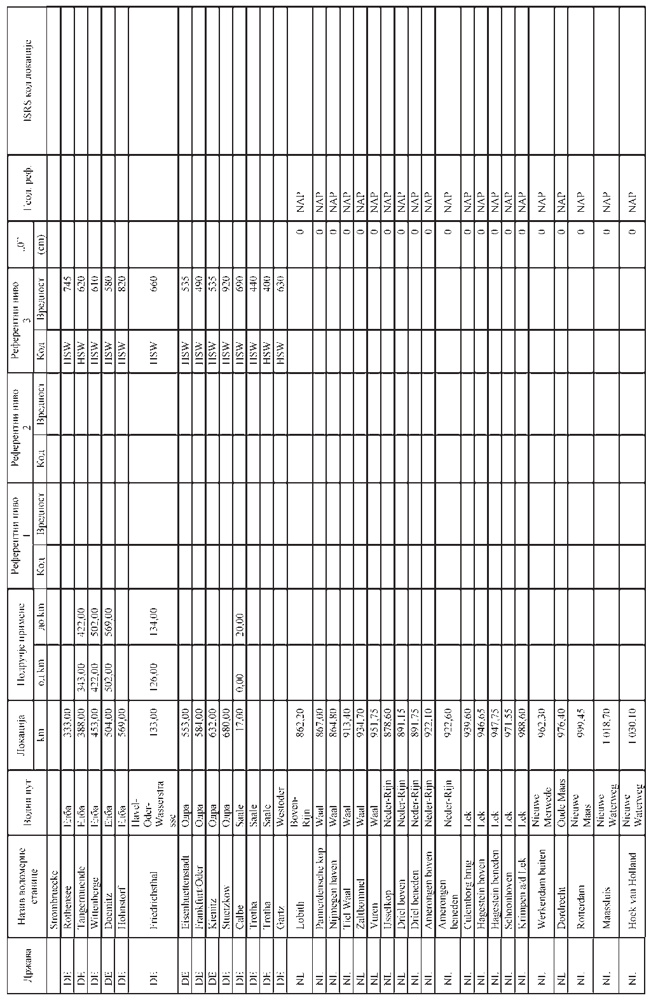 Држава Назив водомерне станице Водни пут Локација km Подручје примене од km до km Референтни ниво 1 Код Вредност Референтни ниво 2 Код Вредност Референтни ниво 3 Код Вредност „0“ (cm) Геод. реф. ISRS код локације
Strombruecke
DE Rothensee Елба 333,00 HSW 745
DE Tangermuende Елба 388,00 343,00 422,00 HSW 620
DE Wittenberge Елба 453,00 422,00 502,00 HSW 610
DE Doemitz Елба 504,00 502,00 569,00 HSW 580
DE Hohnstorf Елба 569,00 HSW 820
DE Friedrichsthal Havel-Oder-Wasserstrasse 133,00 126,00 134,00 HSW 660
DE Eisenhuettenstadt Одра 553,00 HSW 535
DE Frankfurt/Oder Одра 584,00 HSW 490
DE Kienitz Одра 632,00 HSW 535
DE Stuetzkow Одра 680,00 HSW 920
DE Calbe Saale 17,00 0,00 20,00 HSW 690
DE Trotha Saale HSW 440
DE Trotha Saale HSW 400
DE Gartz Westoder HSW 630
NL Lobith Boven-Rijn 862,20 0 NAP
NL Pannerdensche kop Waal 867,00 0 NAP
NL Nijmegen haven Waal 864,80 0 NAP
NL Tiel Waal Waal 913,40 0 NAP
NL Zaltbommel Waal 934,70 0 NAP
NL Vuren Waal 951,75 0 NAP
NL IJsselkop Neder-Rijn 878,60 0 NAP
NL Driel boven Neder-Rijn 891,15 0 NAP
NL Driel beneden Neder-Rijn 891,75 0 NAP
NL Amerongen boven Neder-Rijn 922,10 0 NAP
NL Amerongen beneden Neder-Rijn 922,60 0 NAP
NL Culemborg brug Lek 939,60 0 NAP
NL Hagestein boven Lek 946,65 0 NAP
NL Hagestein beneden Lek 947,75 0 NAP
NL Schoonhoven Lek 971,55 0 NAP
NL Krimpen a/d Lek Lek 988,60 0 NAP
NL Werkendam buiten Nieuwe Merwede 962,30 0 NAP
NL Dordrecht Oude Maas 976,40 0 NAP
NL Rotterdam Nieuwe Maas 999,45 0 NAP
NL Maassluis Nieuwe Waterweg 1 018,70 0 NAP
NL Hoek van Holland Nieuwe Waterweg 1 030,10 0 NAP